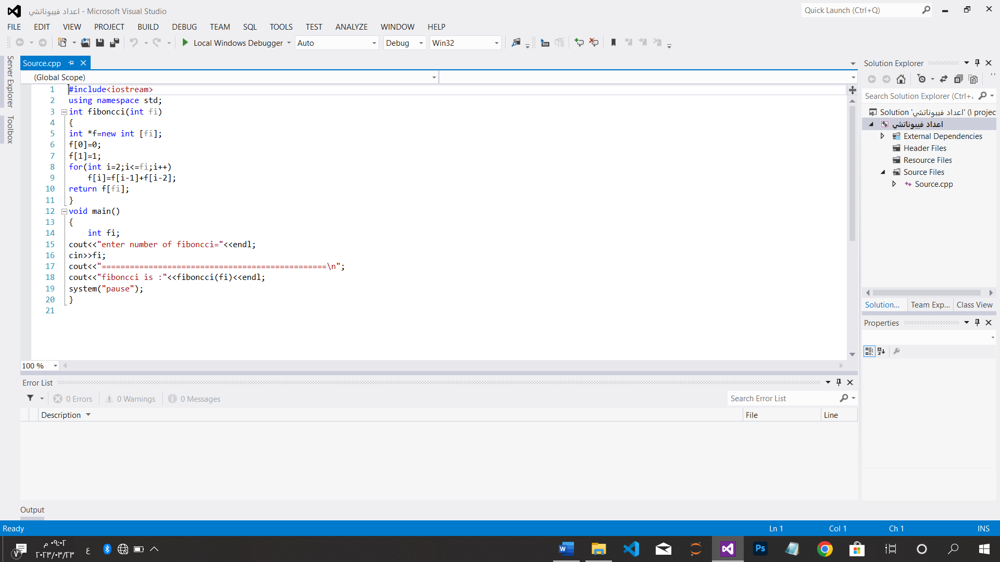 اعداد فيبوناتشي - Microsoft Visual Studio
Quick Launch (Ctrl+Q)
FILE EDIT VIEW PROJECT BUILD DEBUG TEAM SQL TOOLS TEST ANALYZE WINDOW HELP
Local Windows Debugger Auto Debug Win32
Server Explorer
Toolbox
Source.cpp
(Global Scope)
1 #include<iostream>
2 using namespace std;
3 int fiboncci(int fi)
4 {
5 int *f=new int [fi];
6 f[0]=0;
7 f[1]=1;
8 for(int i=2;i<=fi;i++)
9     f[i]=f[i-1]+f[i-2];
10 return f[fi];
11 }
12 void main()
13 {
14     int fi;
15 cout<<"enter number of fiboncci="<<endl;
16 cin>>fi;
17 cout<<"================================================\n";
18 cout<<"fiboncci is :"<<fiboncci(fi)<<endl;
19 system("pause");
20 }
21
100 %
Solution Explorer
Search Solution Explorer (Ctrl+
Solution 'اعداد فيبوناتشي' (١ projec
اعداد فيبوناتشي
External Dependencies
Header Files
Resource Files
Source Files
Source.cpp
Solution... Team Exp... Class View
Properties
Error List
0 Errors 0 Warnings 0 Messages
Search Error List
Description File Line
Output
Ready Ln 1 Col 1 Ch 1 INS
٠٩:٠٢ م
٢٠٢٣/٠٣/٢٣
٧
ع
W
Ps